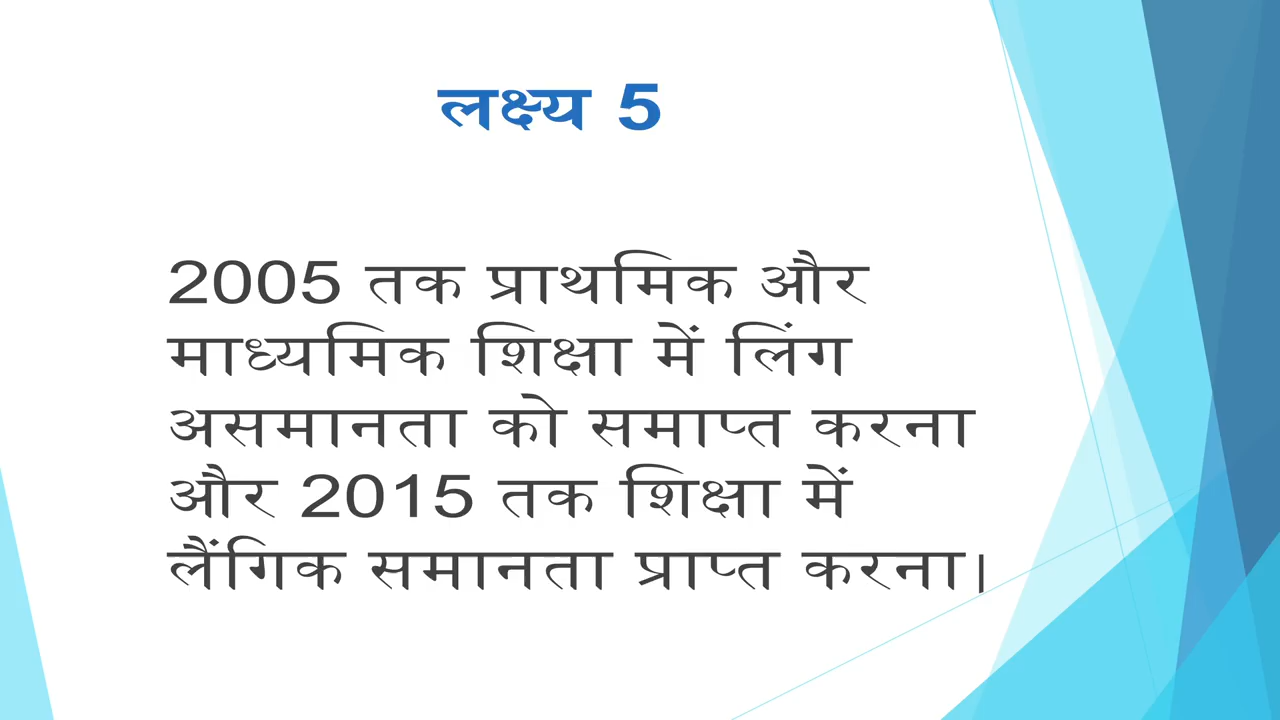 लक्ष्य 5
2005 तक प्राथमिक और
माध्यमिक शिक्षा में लिंग
असमानता को समाप्त करना
और 2015 तक शिक्षा में
लैंगिक समानता प्राप्त करना।